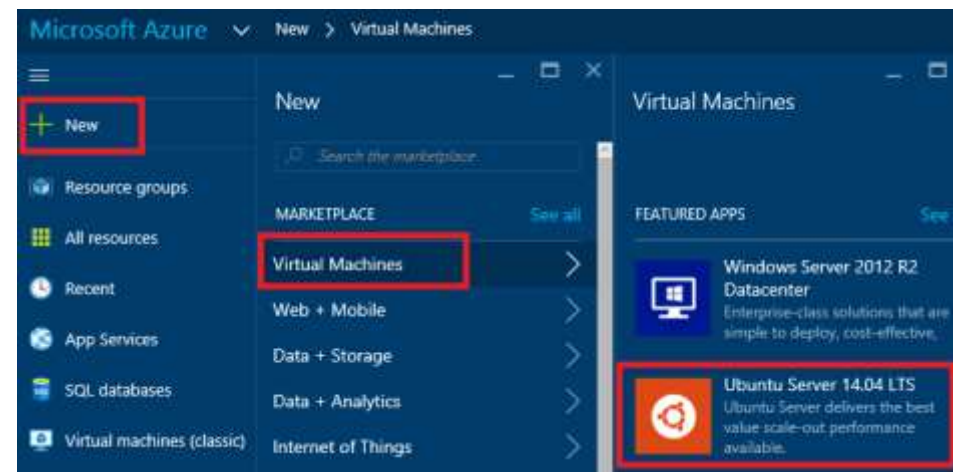 Microsoft Azure New > Virtual Machines
New
Resource groups
All resources
Recent
App Services
SQL databases
Virtual machines (classic)
New
Search the marketplace
MARKETPLACE See all
Virtual Machines
Web + Mobile
Data + Storage
Data + Analytics
Internet of Things
Virtual Machines
FEATURED APPS See
Windows Server 2012 R2
Datacenter
Enterprise-class solutions that are
simple to deploy, cost-effective,
Ubuntu Server 14.04 LTS
Ubuntu Server delivers the best
value scale-out performance
available.